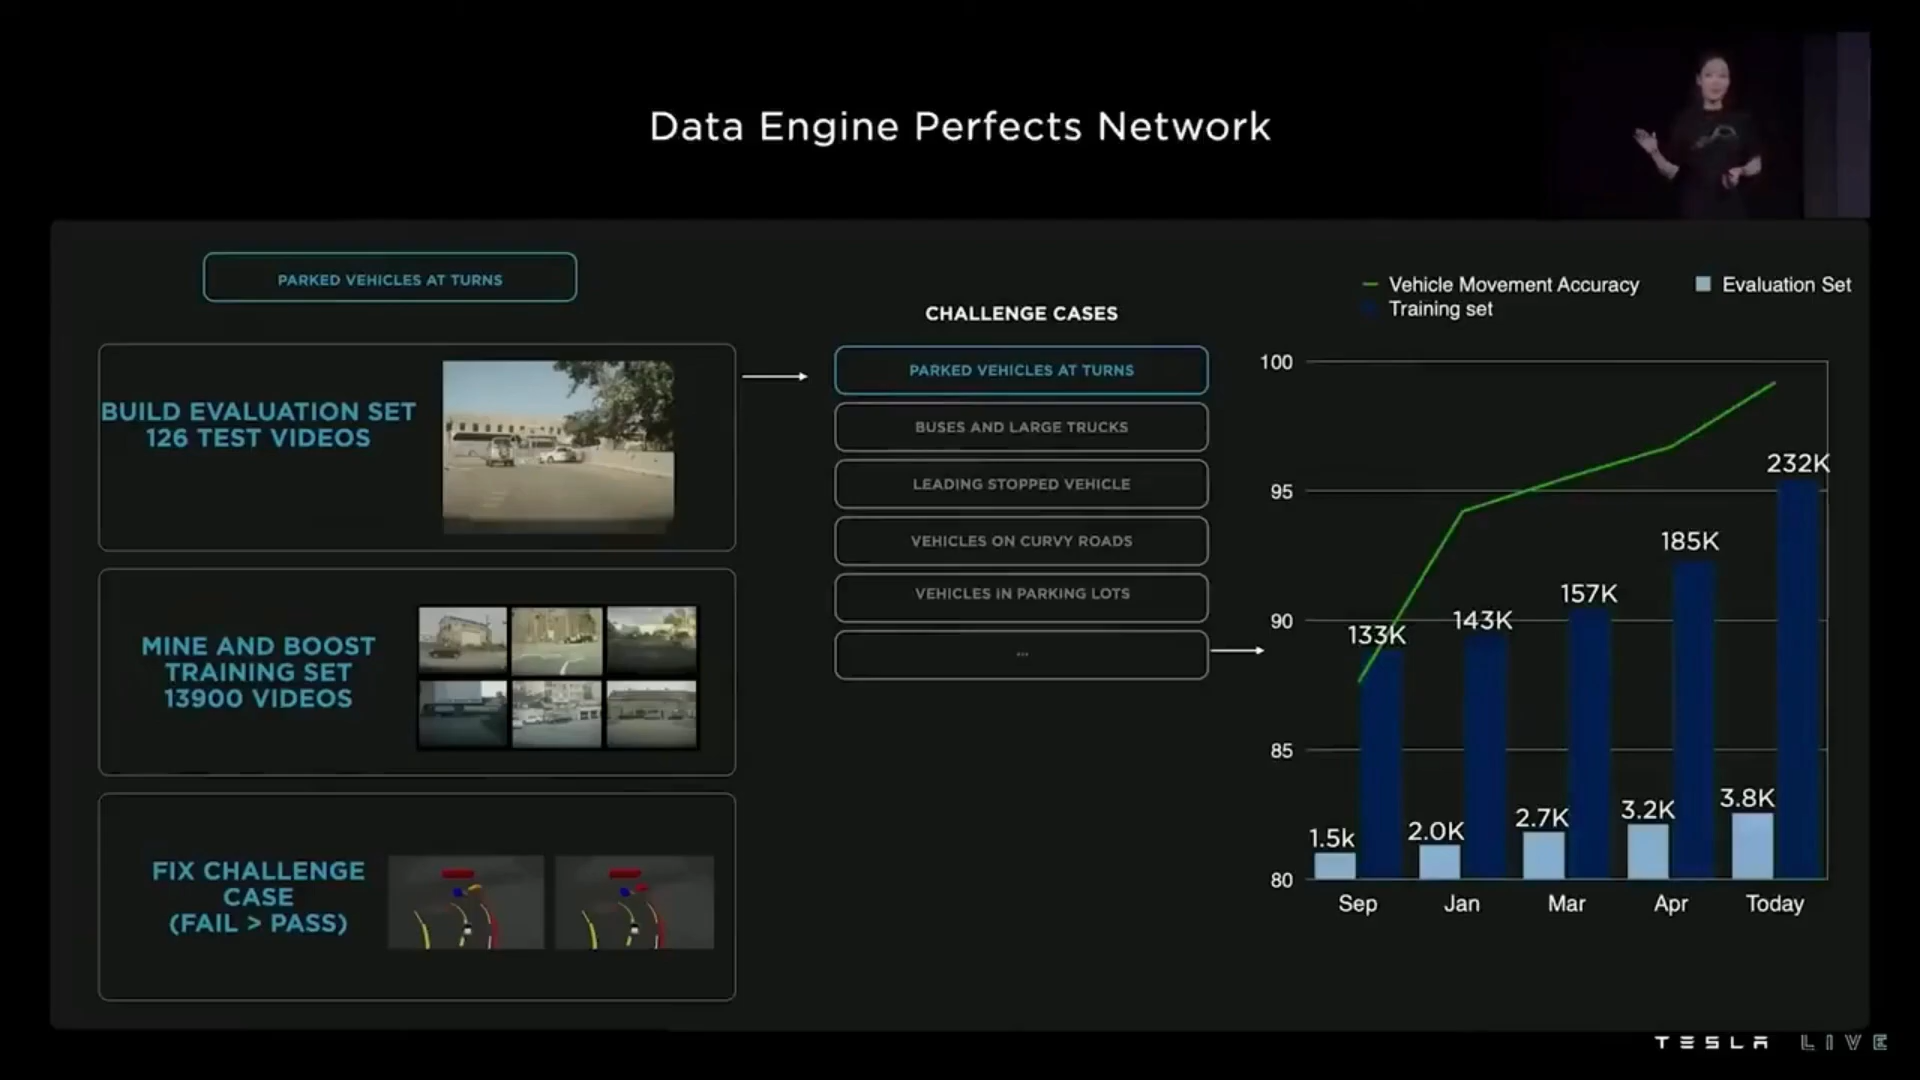 Data Engine Perfects Network
PARKED VEHICLES AT TURNS
BUILD EVALUATION SET
126 TEST VIDEOS
MINE AND BOOST
TRAINING SET
13900 VIDEOS
FIX CHALLENGE
CASE
(FAIL > PASS)
CHALLENGE CASES
PARKED VEHICLES AT TURNS
BUSES AND LARGE TRUCKS
LEADING STOPPED VEHICLE
VEHICLES ON CURVY ROADS
VEHICLES IN PARKING LOTS
...
Vehicle Movement Accuracy
Evaluation Set
Training set
100
95
90
85
80
1.5k
133K
2.0K
143K
2.7K
157K
3.2K
185K
3.8K
232K
Sep
Jan
Mar
Apr
Today
TESLA LIVE